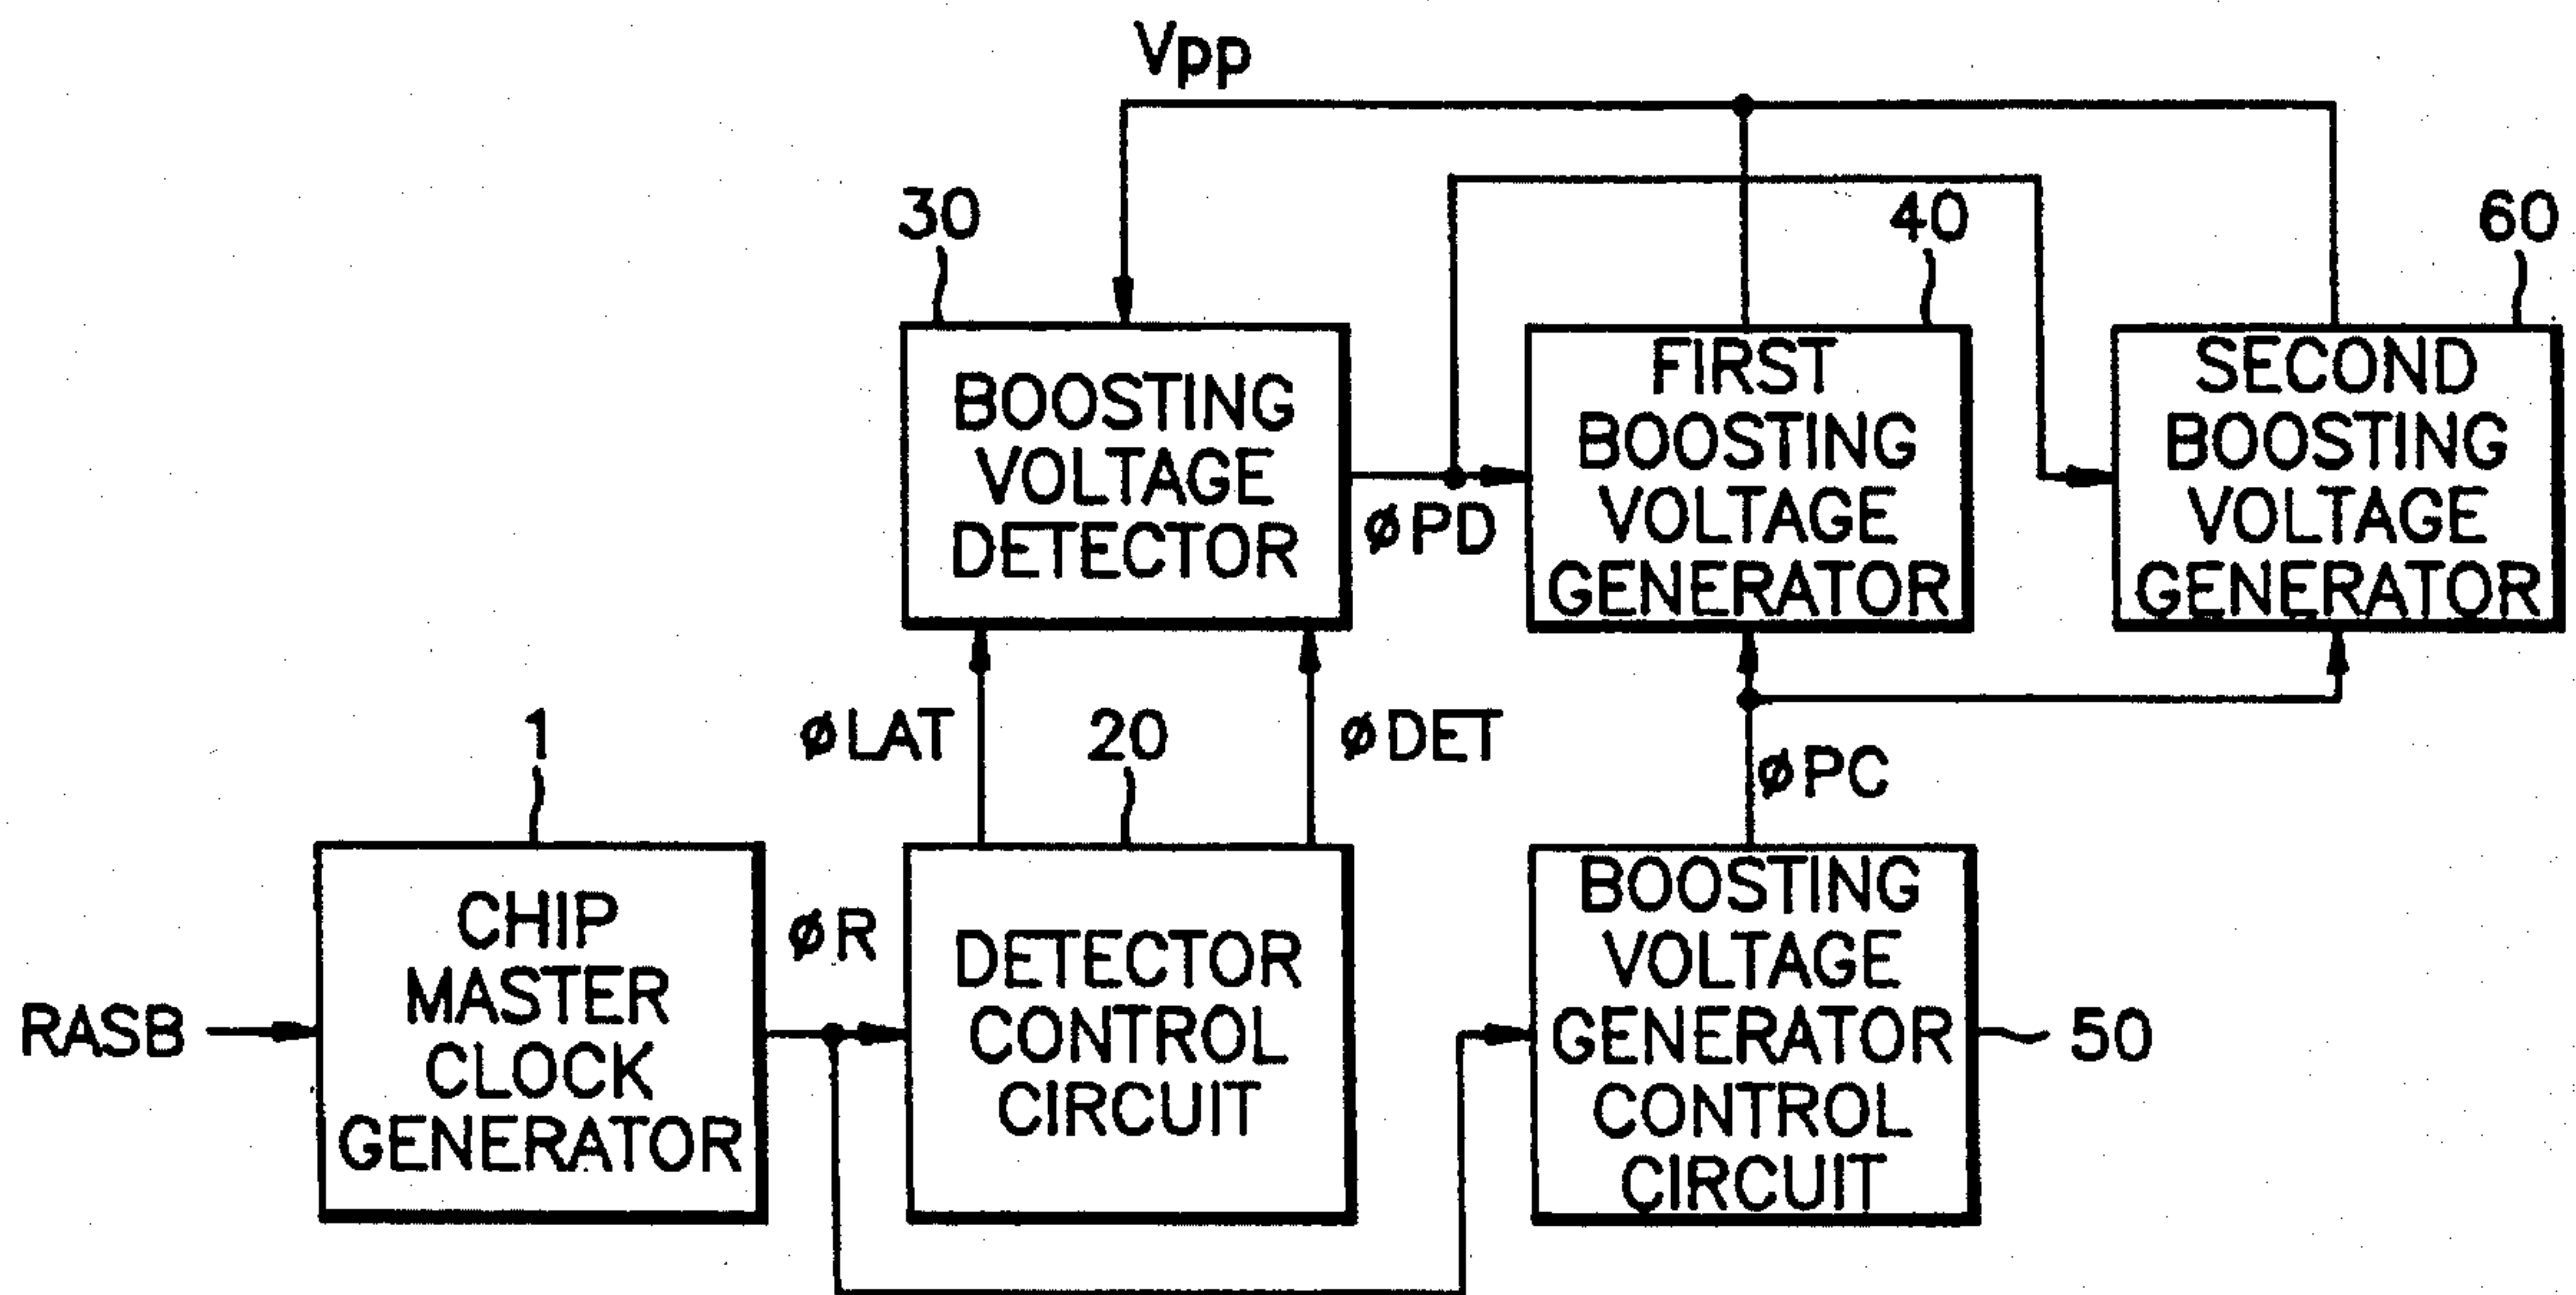 Vpp
30
40
60
BOOSTING
VOLTAGE
DETECTOR
øPD
FIRST
BOOSTING
VOLTAGE
GENERATOR
SECOND
BOOSTING
VOLTAGE
GENERATOR
øLAT
øDET
øPC
1
20
CHIP
MASTER
CLOCK
GENERATOR
RASB
øR
DETECTOR
CONTROL
CIRCUIT
BOOSTING
VOLTAGE
GENERATOR
CONTROL
CIRCUIT
50